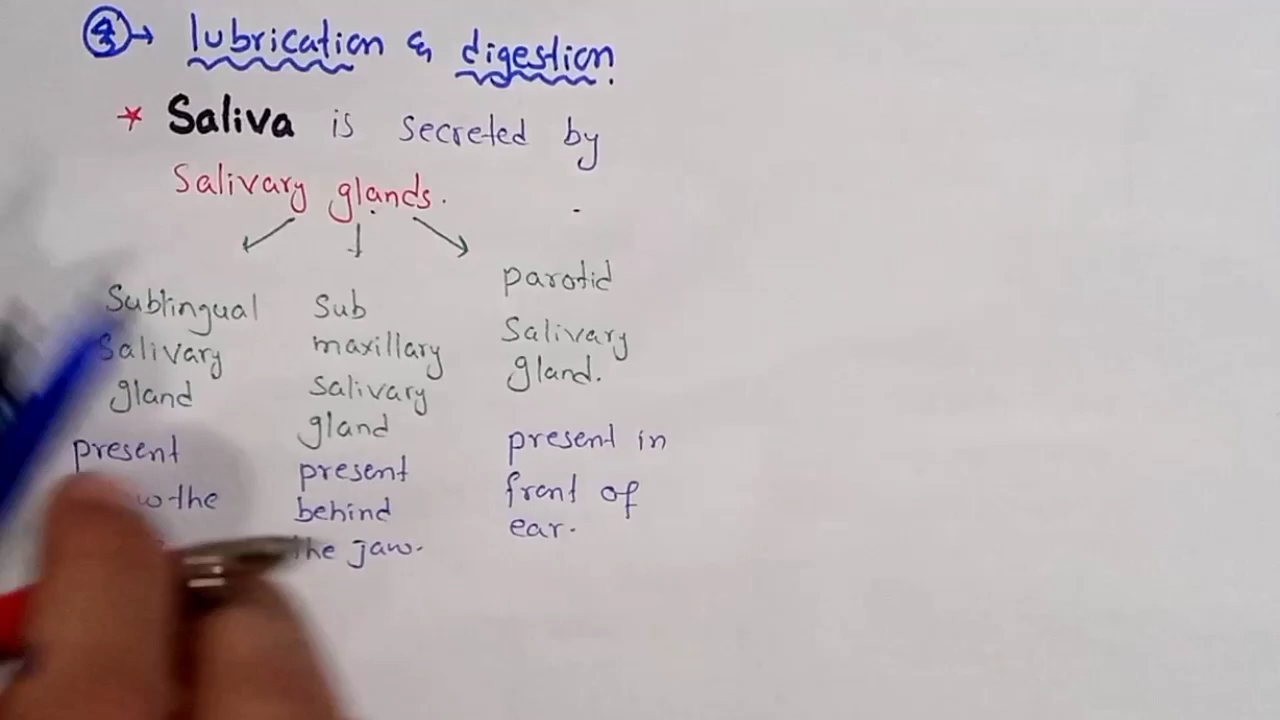 → lubrication & digestion.
* Saliva is secreted by
Salivary glands.
Sublingual
Salivary
gland
present
the
Sub
maxillary
salivary
gland
present
behind
the jaw.
parotid
Salivary
gland.
present in
front of
ear.